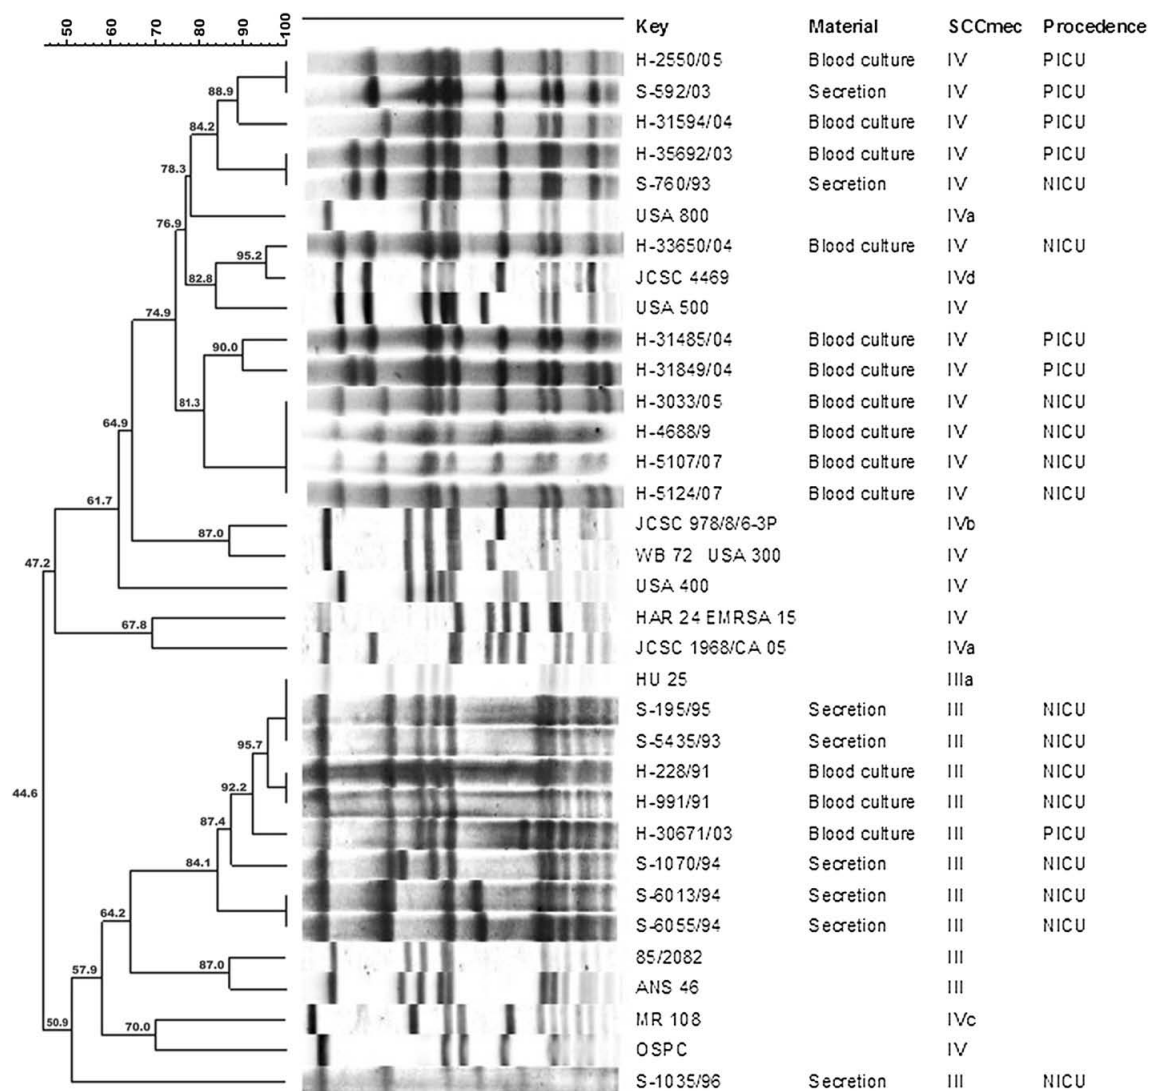 50 60 70 80 90 100
Key Material SCCmec Procedence
H-2550/05 Blood culture IV PICU
88.9
S-592/03 Secretion IV PICU
84.2
H-31594/04 Blood culture IV PICU
H-35692/03 Blood culture IV PICU
78.3
S-760/93 Secretion IV NICU
USA 800 IVa
76.9
H-33650/04 Blood culture IV NICU
95.2
JCSC 4469 IVd
82.8
USA 500 IV
74.9
H-31485/04 Blood culture IV PICU
90.0
H-31849/04 Blood culture IV PICU
H-3033/05 Blood culture IV NICU
81.3
64.9
H-4688/9 Blood culture IV NICU
H-5107/07 Blood culture IV NICU
H-5124/07 Blood culture IV NICU
61.7
JCSC 978/8/6-3P IVb
87.0
WB 72 USA 300 IV
47.2
USA 400 IV
HAR 24 EMRSA 15 IV
67.8
JCSC 1968/CA 05 IVa
HU 25 IIIa
S-195/95 Secretion III NICU
S-5435/93 Secretion III NICU
95.7
H-228/91 Blood culture III NICU
92.2
44.6
H-991/91 Blood culture III NICU
87.4
H-30671/03 Blood culture III PICU
84.1
S-1070/94 Secretion III NICU
S-6013/94 Secretion III NICU
64.2
S-6055/94 Secretion III NICU
85/2082 III
87.0
57.9
ANS 46 III
MR 108 IVc
50.9
70.0
OSPC IV
S-1035/96 Secretion III NICU